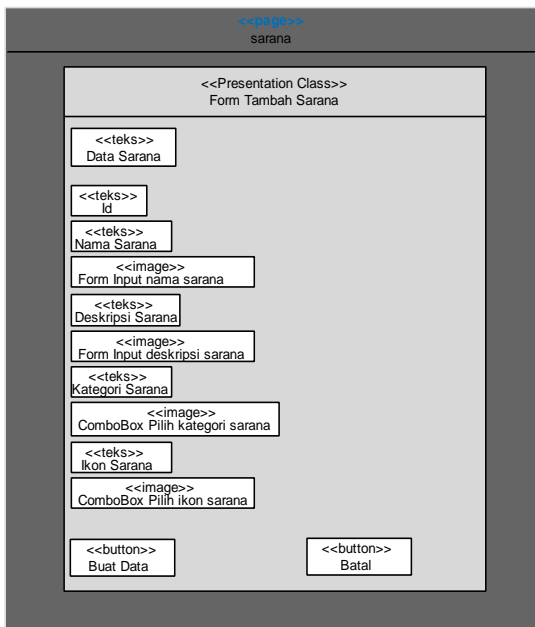 <<page>>
sarana
<<Presentation Class>>
Form Tambah Sarana
<<teks>>
Data Sarana
<<teks>>
Id
<<teks>>
Nama Sarana
<<image>>
Form Input nama sarana
<<teks>>
Deskripsi Sarana
<<image>>
Form Input deskripsi sarana
<<teks>>
Kategori Sarana
<<image>>
ComboBox Pilih kategori sarana
<<teks>>
Ikon Sarana
<<image>>
ComboBox Pilih ikon sarana
<<button>>
Buat Data
<<button>>
Batal